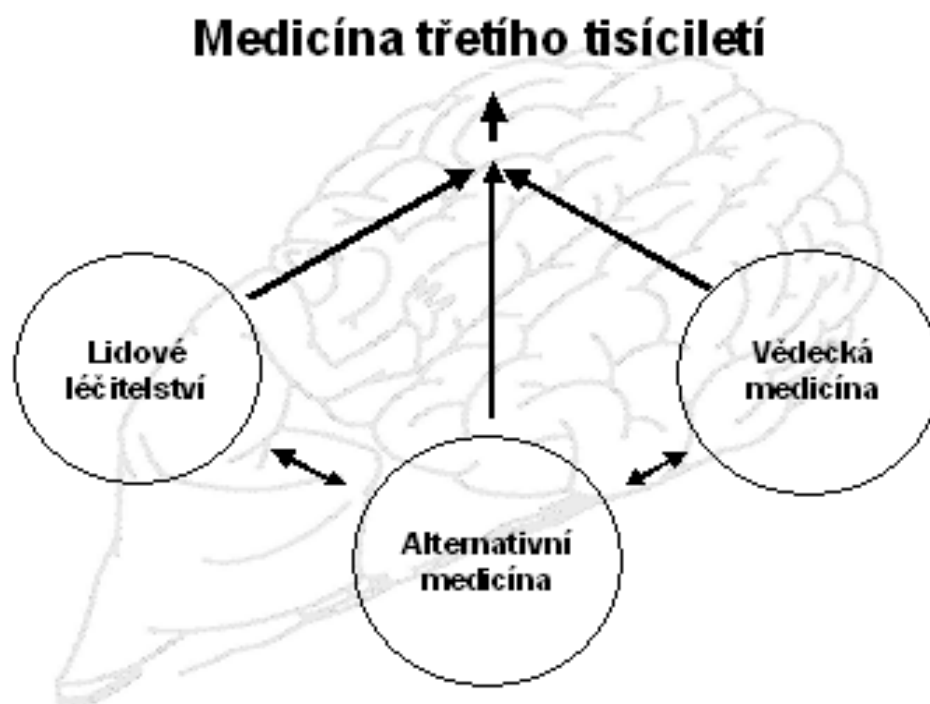 Medicína třetího tisíciletí
Lidové
léčitelství
Vědecká
medicína
Alternativní
medicína